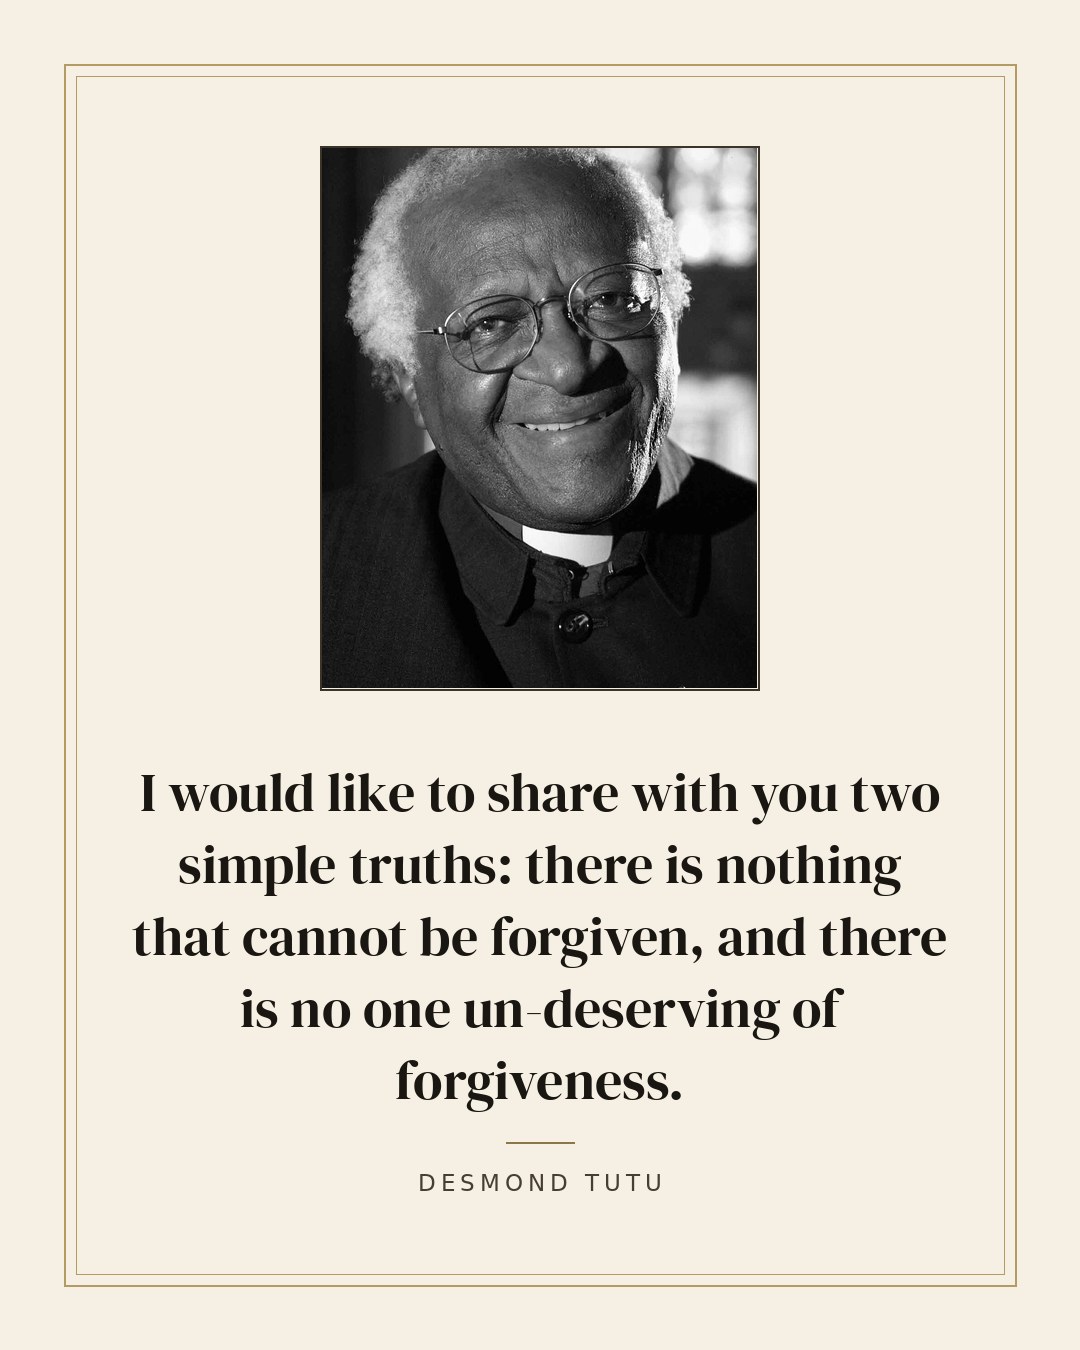 I would like to share with you two
simple truths: there is nothing
that cannot be forgiven, and there
is no one un-deserving of
forgiveness.
DESMOND TUTU